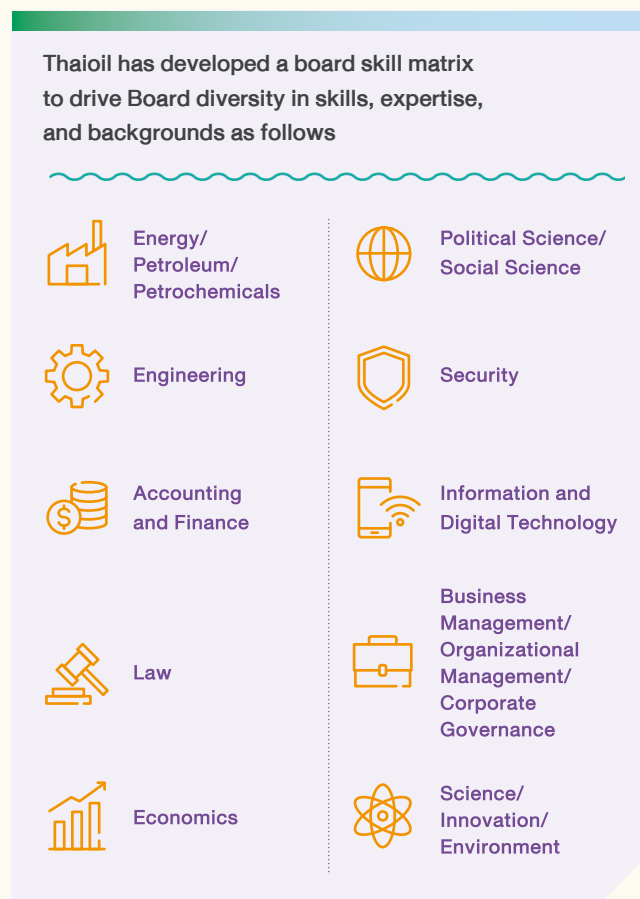 Thaioil has developed a board skill matrix
to drive Board diversity in skills, expertise,
and backgrounds as follows
Energy/
Petroleum/
Petrochemicals
Engineering
Accounting
and Finance
$
Law
Economics
Political Science/
Social Science
Security
Information and
Digital Technology
Business
Management/
Organizational
Management/
Corporate
Governance
Science/
Innovation/
Environment